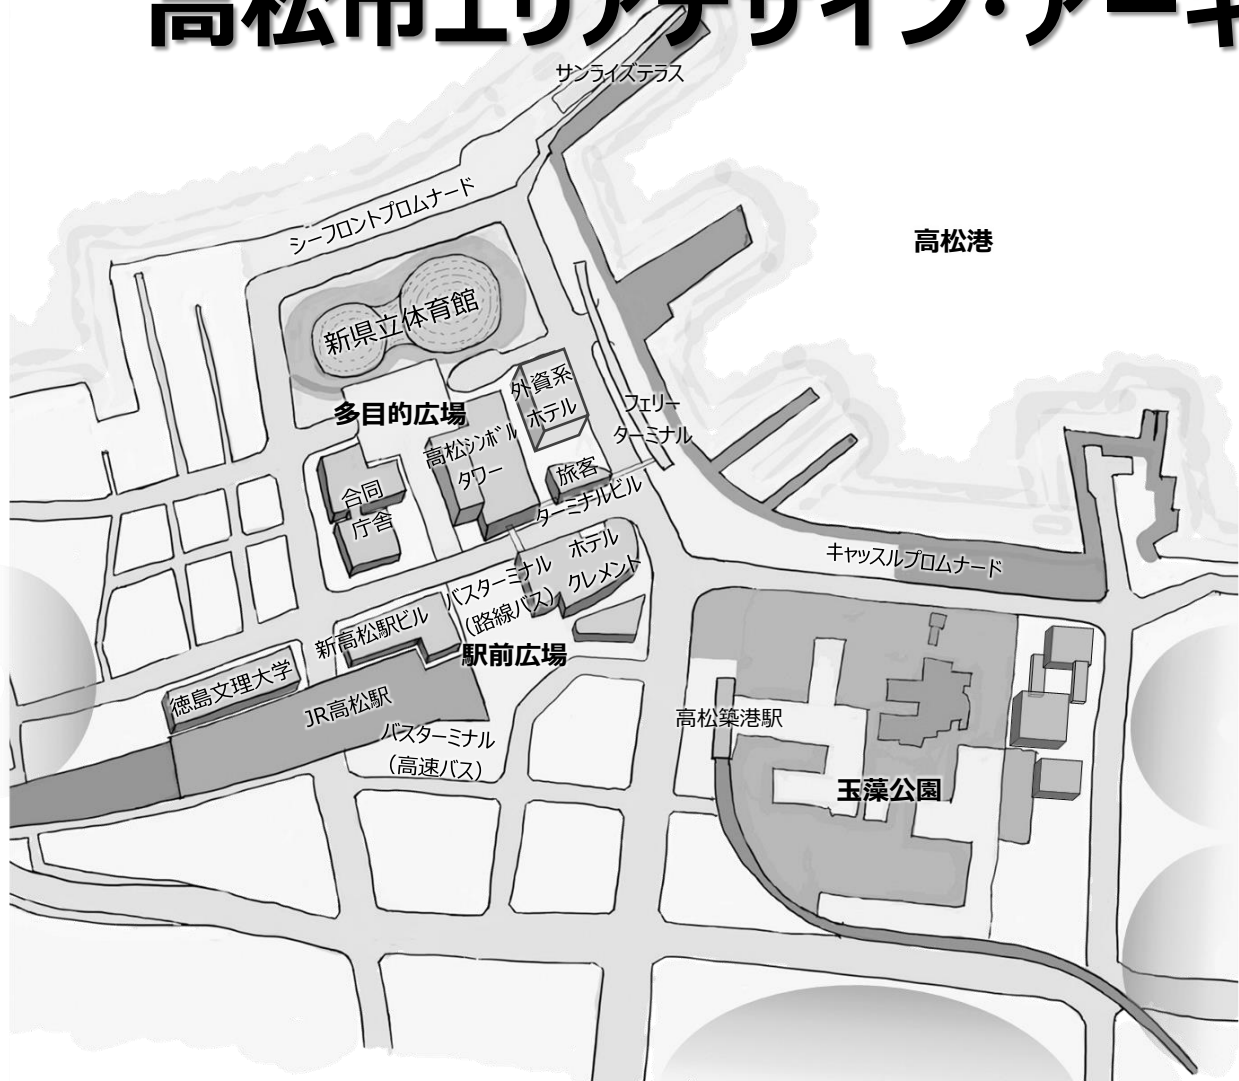 高松市エリアデザイン・アーキ
サンライズテラス
シーフロントプロムナード
高松港
新県立体育館
外資系
ホテル
多目的広場
フェリー
ターミナル
高松シンボル
タワー
旅客
ターミナルビル
合同
庁舎
ホテル
クレメント
キャッスルプロムナード
バスターミナル
（路線バス）
新高松駅ビル
駅前広場
徳島文理大学
JR高松駅
高松築港駅
バスターミナル
（高速バス）
玉藻公園